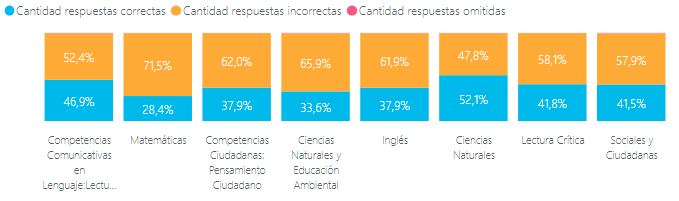 Cantidad respuestas correctas Cantidad respuestas incorrectas Cantidad respuestas omitidas
52,4% 71,5% 62,0% 65,9% 61,9% 47,8% 58,1% 57,9%
46,9% 28,4% 37,9% 33,6% 37,9% 52,1% 41,8% 41,5%
Competencias
Comunicativas
en
Lenguaje:Lectu...
Matemáticas
Competencias
Ciudadanas:
Pensamiento
Ciudadano
Ciencias
Naturales y
Educación
Ambiental
Inglés
Ciencias
Naturales
Lectura Crítica
Sociales y
Ciudadanas